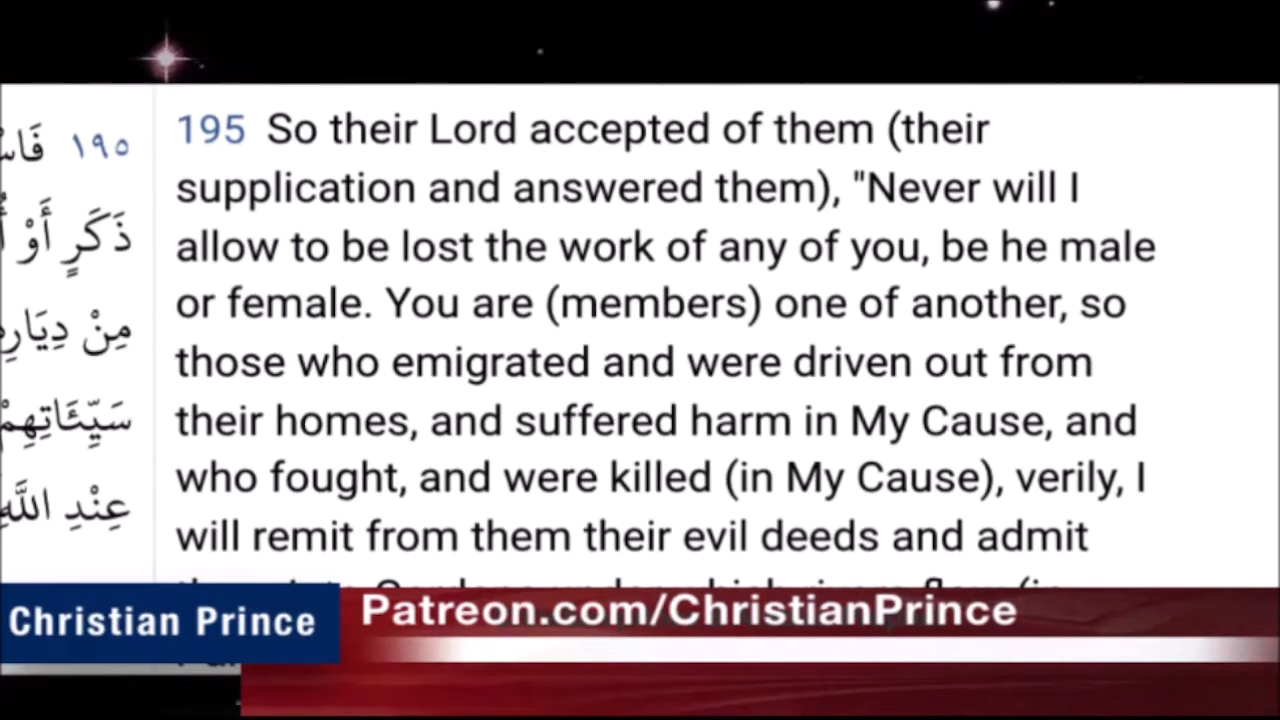 195 So their Lord accepted of them (their
supplication and answered them), "Never will I
allow to be lost the work of any of you, be he male
or female. You are (members) one of another, so
those who emigrated and were driven out from
their homes, and suffered harm in My Cause, and
who fought, and were killed (in My Cause), verily, I
will remit from them their evil deeds and admit
١٩٥
ذَكَرٍ أَوْ
مِنْ
سَيِّئَاتِهِمْ
عِنْدِ اللَّهِ
Christian Prince
Patreon.com/ChristianPrince